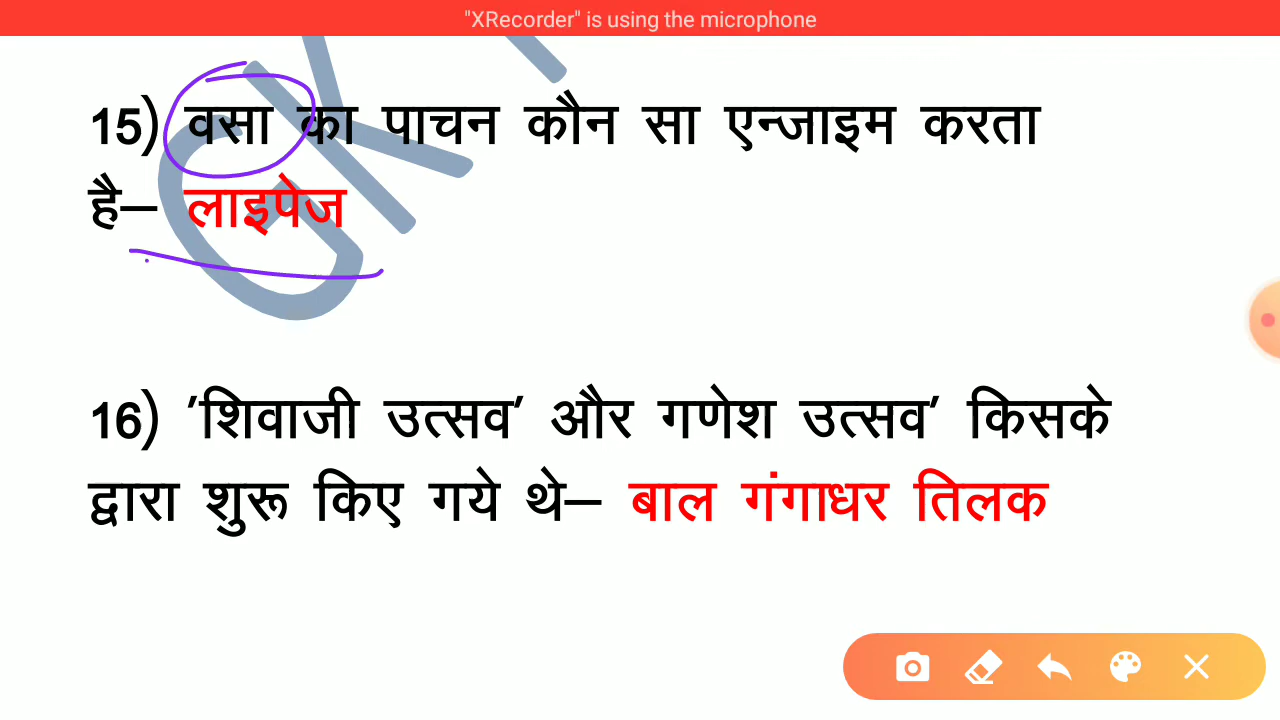 "XRecorder" is using the microphone
15) वसा का पाचन कौन सा एन्जाइम करता
है– लाइपेज
16) 'शिवाजी उत्सव' और गणेश उत्सव' किसके
द्वारा शुरू किए गये थे– बाल गंगाधर तिलक